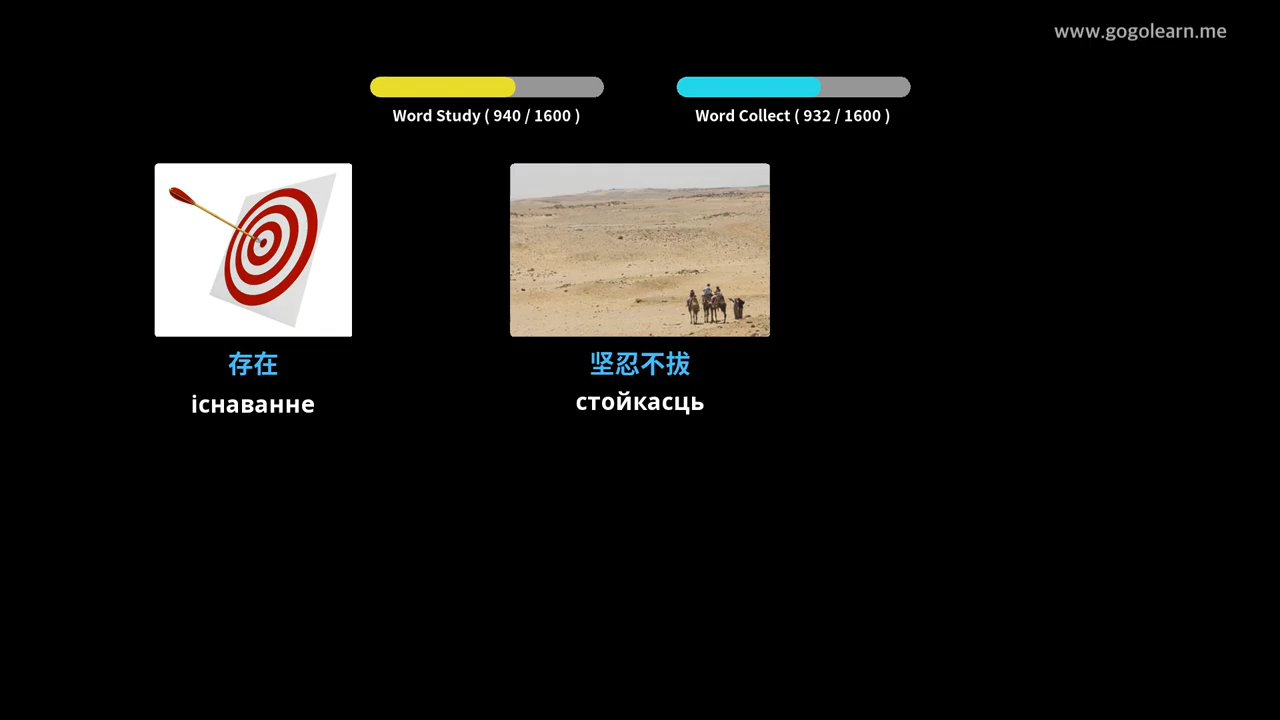 www.gogolearn.me
Word Study ( 940 / 1600 )
Word Collect ( 932 / 1600 )
存在
існаванне
坚忍不拔
стойкасць